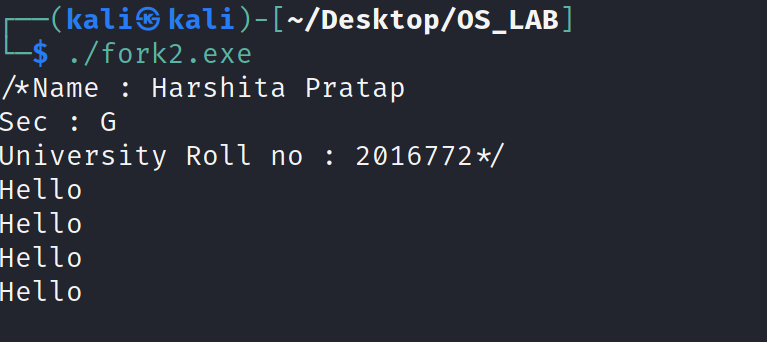 ┌──(kali㉿kali)-[~/Desktop/OS_LAB]
└─$ ./fork2.exe
/*Name : Harshita Pratap
Sec : G
University Roll no : 2016772*/
Hello
Hello
Hello
Hello